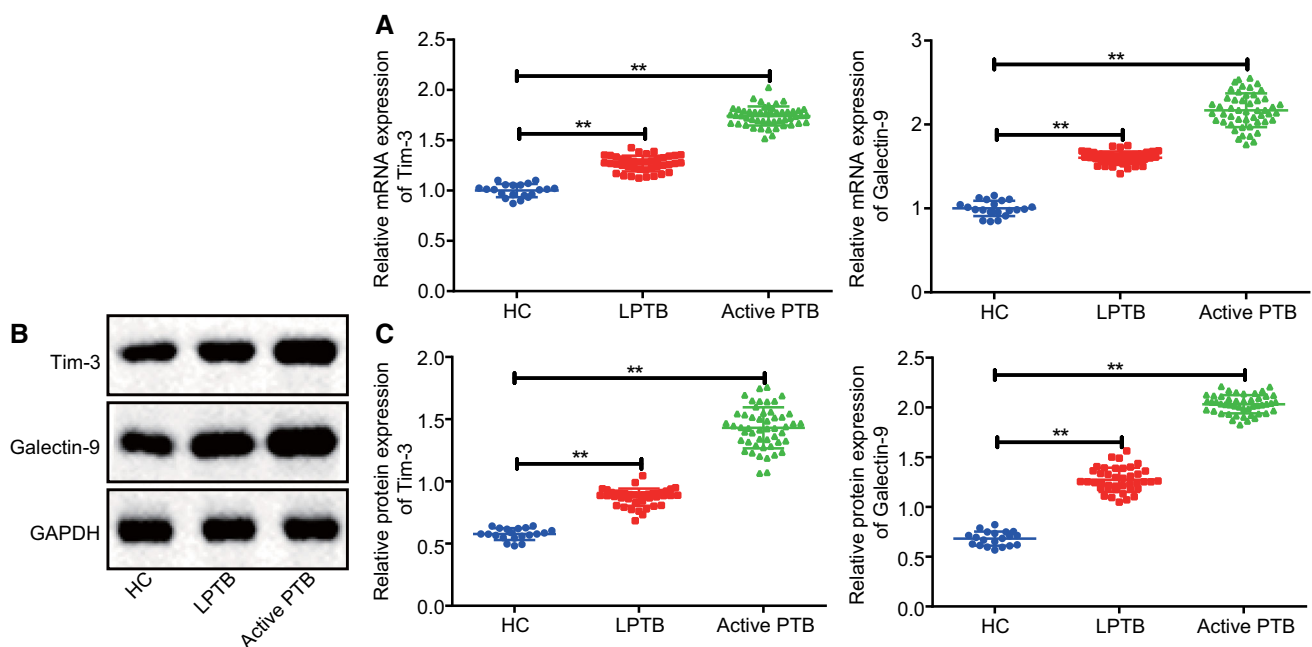 A
Relative mRNA expression
of Tim-3
2.5
2.0
1.5
1.0
0.5
0.0
**
**
HC
LPTB
Active PTB
Relative mRNA expression
of Galectin-9
3
2
1
0
**
**
HC
LPTB
Active PTB
B
Tim-3
Galectin-9
GAPDH
HC
LPTB
Active PTB
C
Relative protein expression
of Tim-3
2.0
1.5
1.0
0.5
0.0
**
**
HC
LPTB
Active PTB
Relative protein expression
of Galectin-9
2.5
2.0
1.5
1.0
0.5
0.0
**
**
HC
LPTB
Active PTB